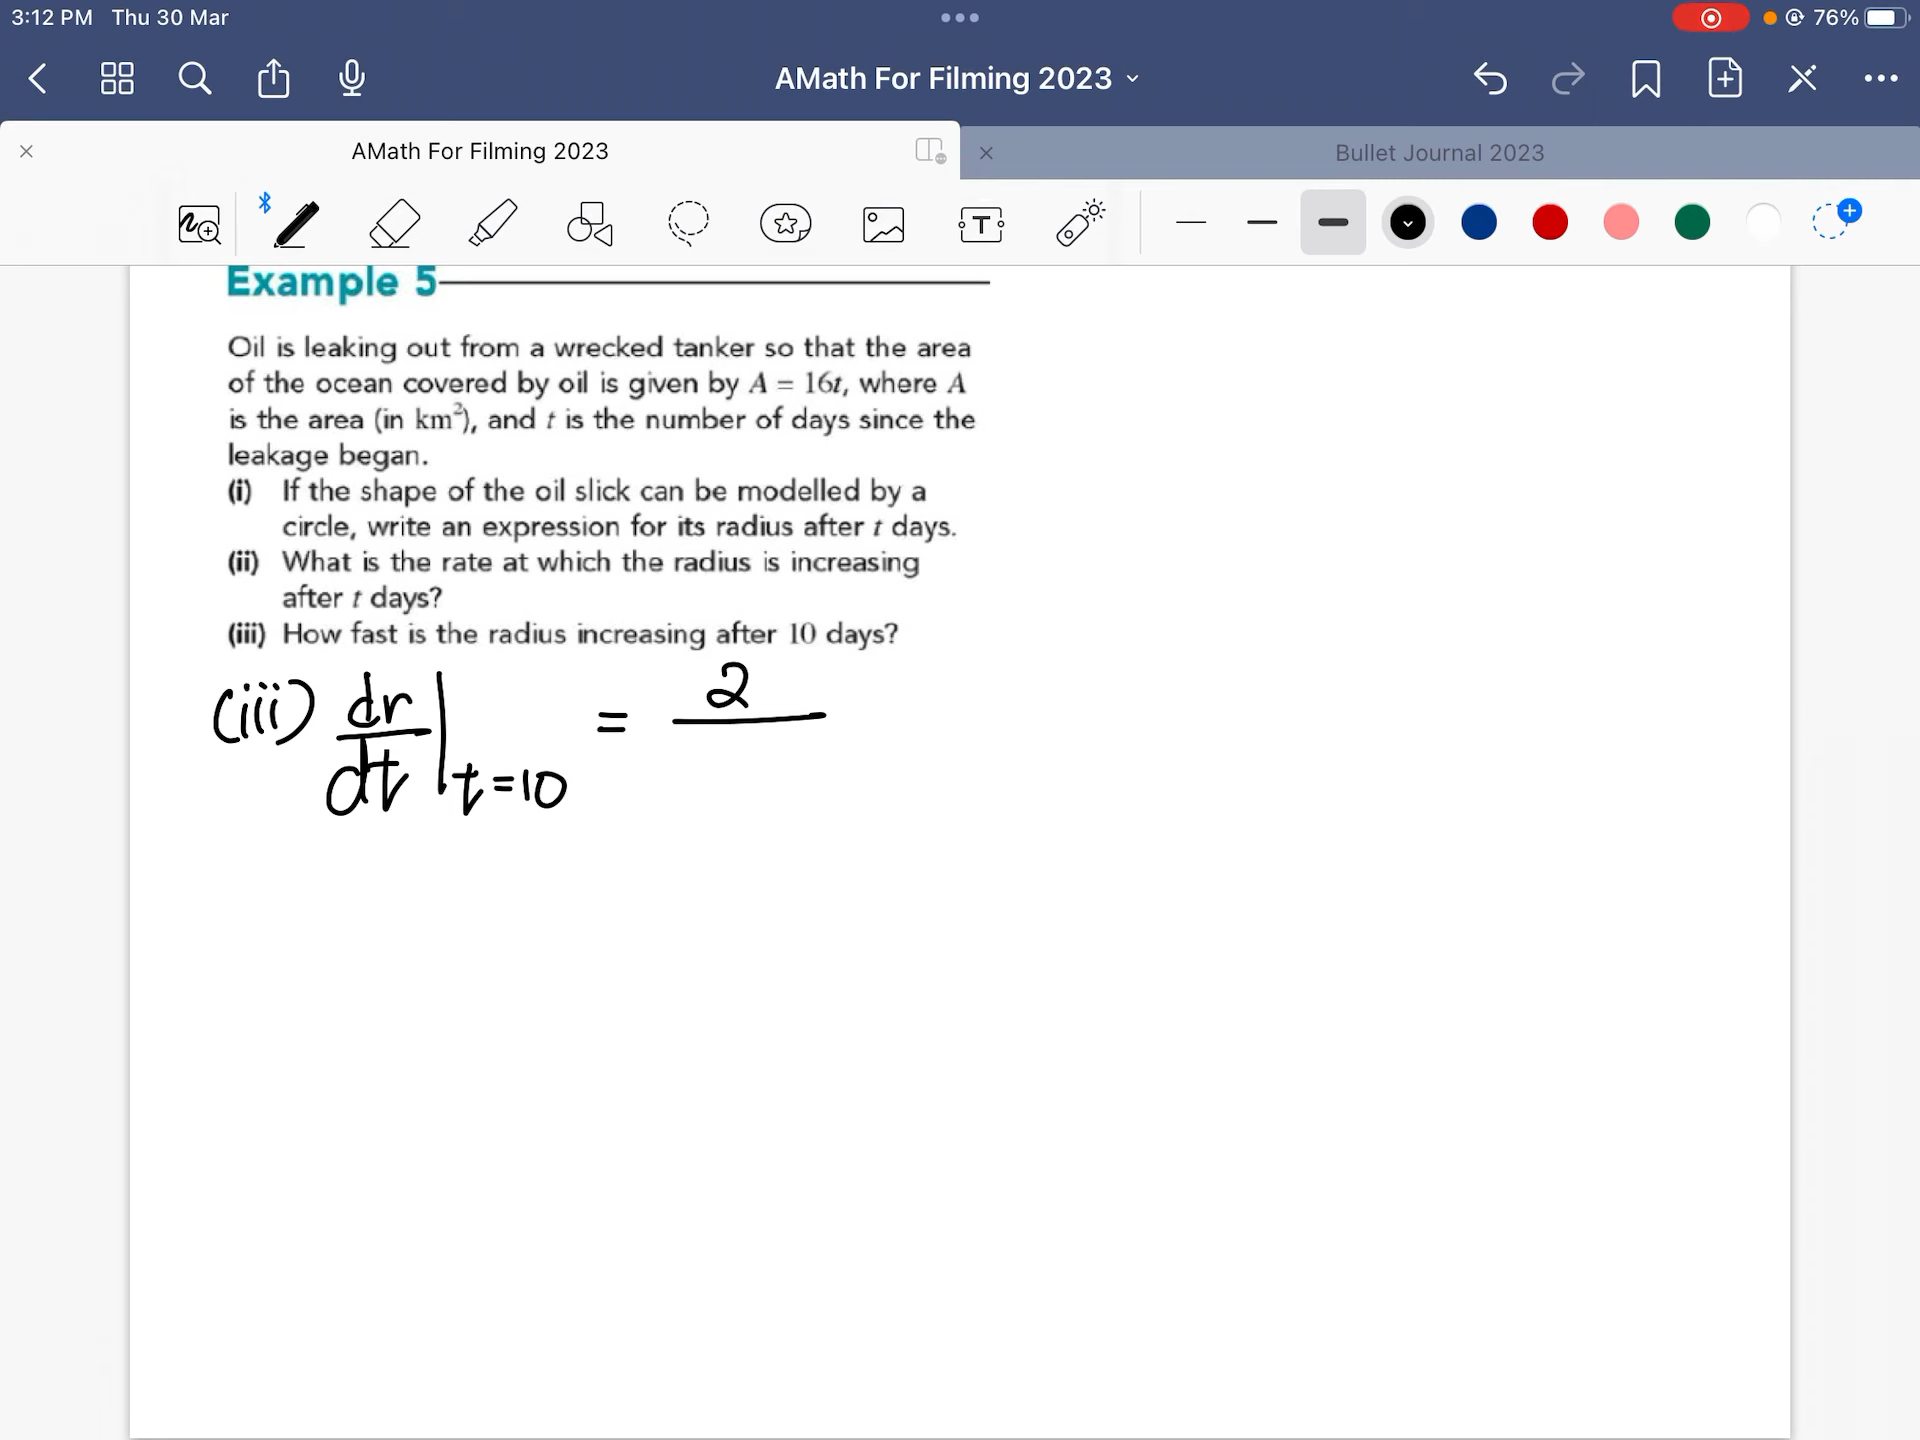 3:12 PM Thu 30 Mar
76%
AMath For Filming 2023
AMath For Filming 2023
Bullet Journal 2023
T
Example 5
Oil is leaking out from a wrecked tanker so that the area
of the ocean covered by oil is given by A = 16t, where A
is the area (in km²), and t is the number of days since the
leakage began.
(i) If the shape of the oil slick can be modelled by a
circle, write an expression for its radius after t days.
(ii) What is the rate at which the radius is increasing
after t days?
(iii) How fast is the radius increasing after 10 days?
(iii) dr/dt | t=10 = 2/